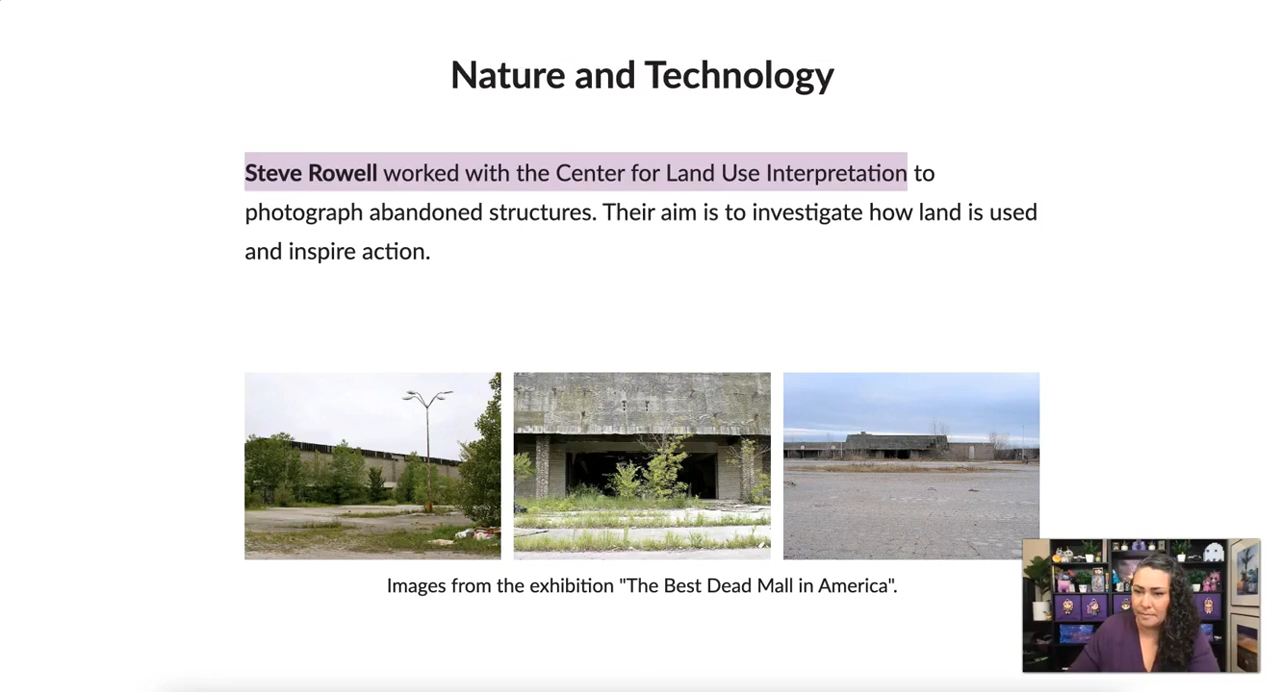 Nature and Technology
Steve Rowell worked with the Center for Land Use Interpretation to
photograph abandoned structures. Their aim is to investigate how land is used
and inspire action.
Images from the exhibition "The Best Dead Mall in America".